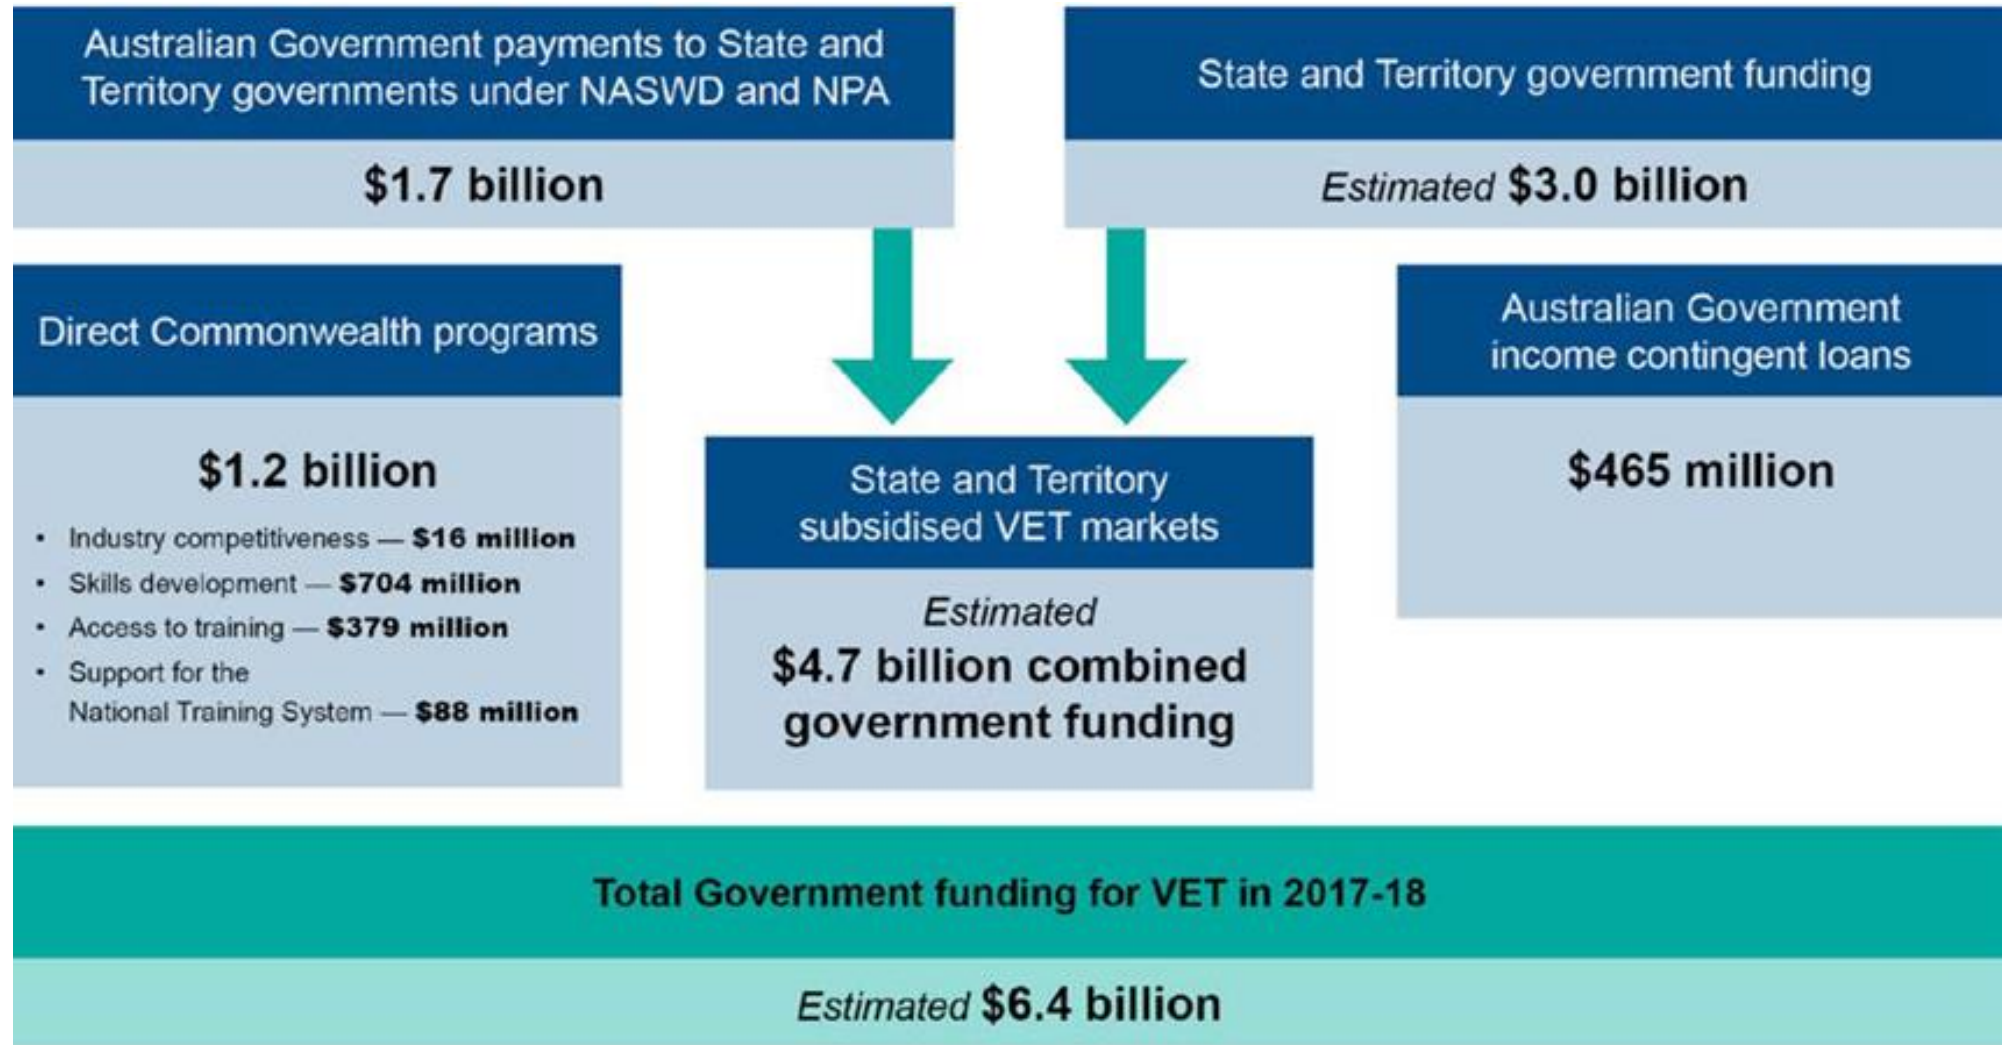 Australian Government payments to State and
Territory governments under NASWD and NPA
$1.7 billion
State and Territory government funding
Estimated $3.0 billion
Direct Commonwealth programs
$1.2 billion
• Industry competitiveness — $16 million
• Skills development — $704 million
• Access to training — $379 million
• Support for the
National Training System — $88 million
State and Territory
subsidised VET markets
Estimated
$4.7 billion combined
government funding
Australian Government
income contingent loans
$465 million
Total Government funding for VET in 2017-18
Estimated $6.4 billion